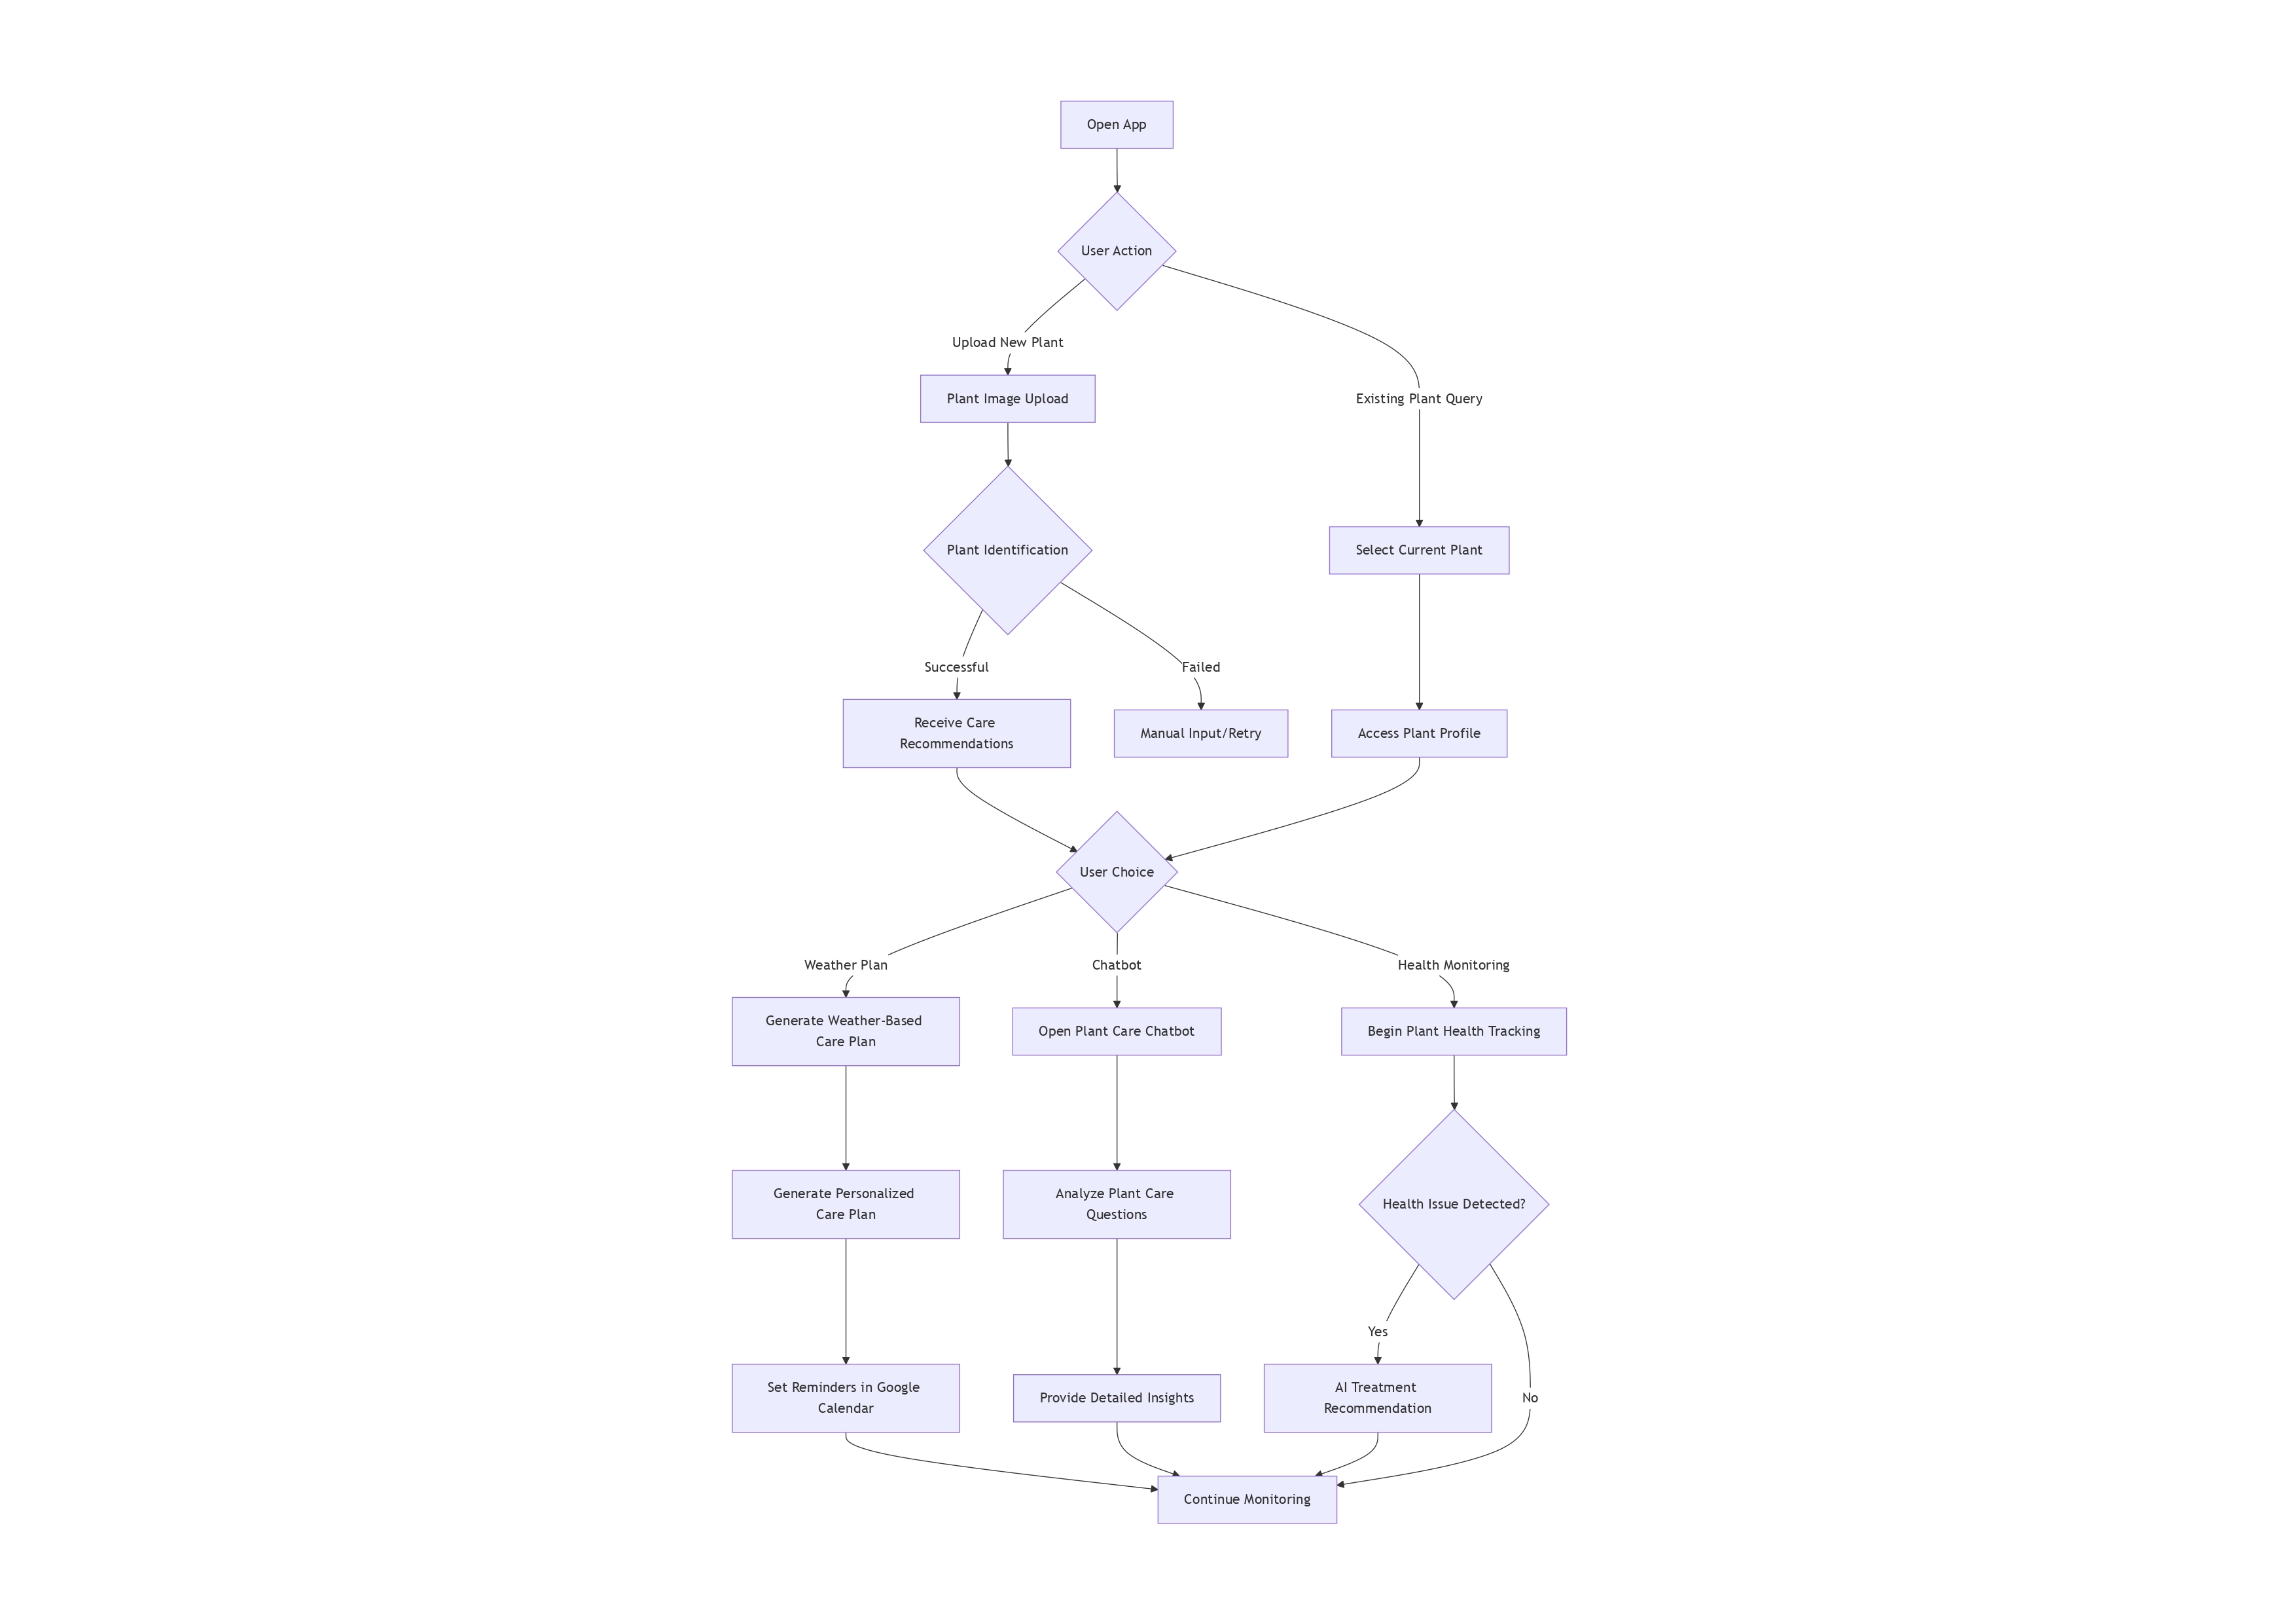 Open App
User Action
Upload New Plant
Plant Image Upload
Existing Plant Query
Plant Identification
Select Current Plant
Successful
Failed
Receive Care
Recommendations
Manual Input/Retry
Access Plant Profile
User Choice
Weather Plan
Chatbot
Health Monitoring
Generate Weather-Based
Care Plan
Open Plant Care Chatbot
Begin Plant Health Tracking
Generate Personalized
Care Plan
Analyze Plant Care
Questions
Health Issue Detected?
Yes
Set Reminders in Google
Calendar
Provide Detailed Insights
AI Treatment
Recommendation
No
Continue Monitoring